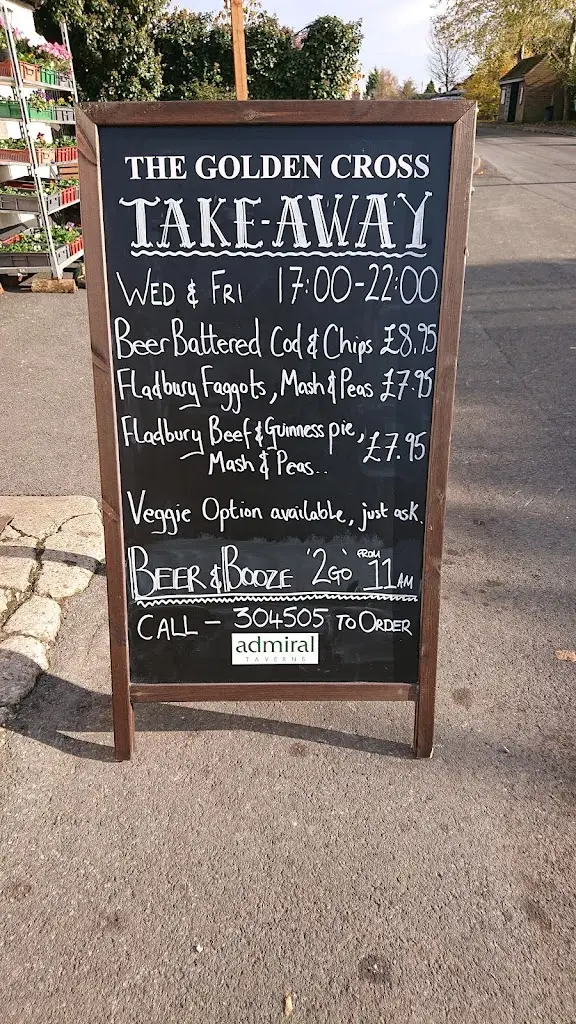 THE GOLDEN CROSS
TAKE-AWAY
WED & FRI 17:00-22:00
Beer Battered Cod & Chips £8.95
Fladbury Faggots, Mash & Peas £7.95
Fladbury Beef & Guinness pie, £7.95
Mash & Peas..
Veggie Option available, just ask.
BEER & BOOZE '2GO' FROM 11AM
CALL - 304505 TO ORDER
admiral
TAVERNS